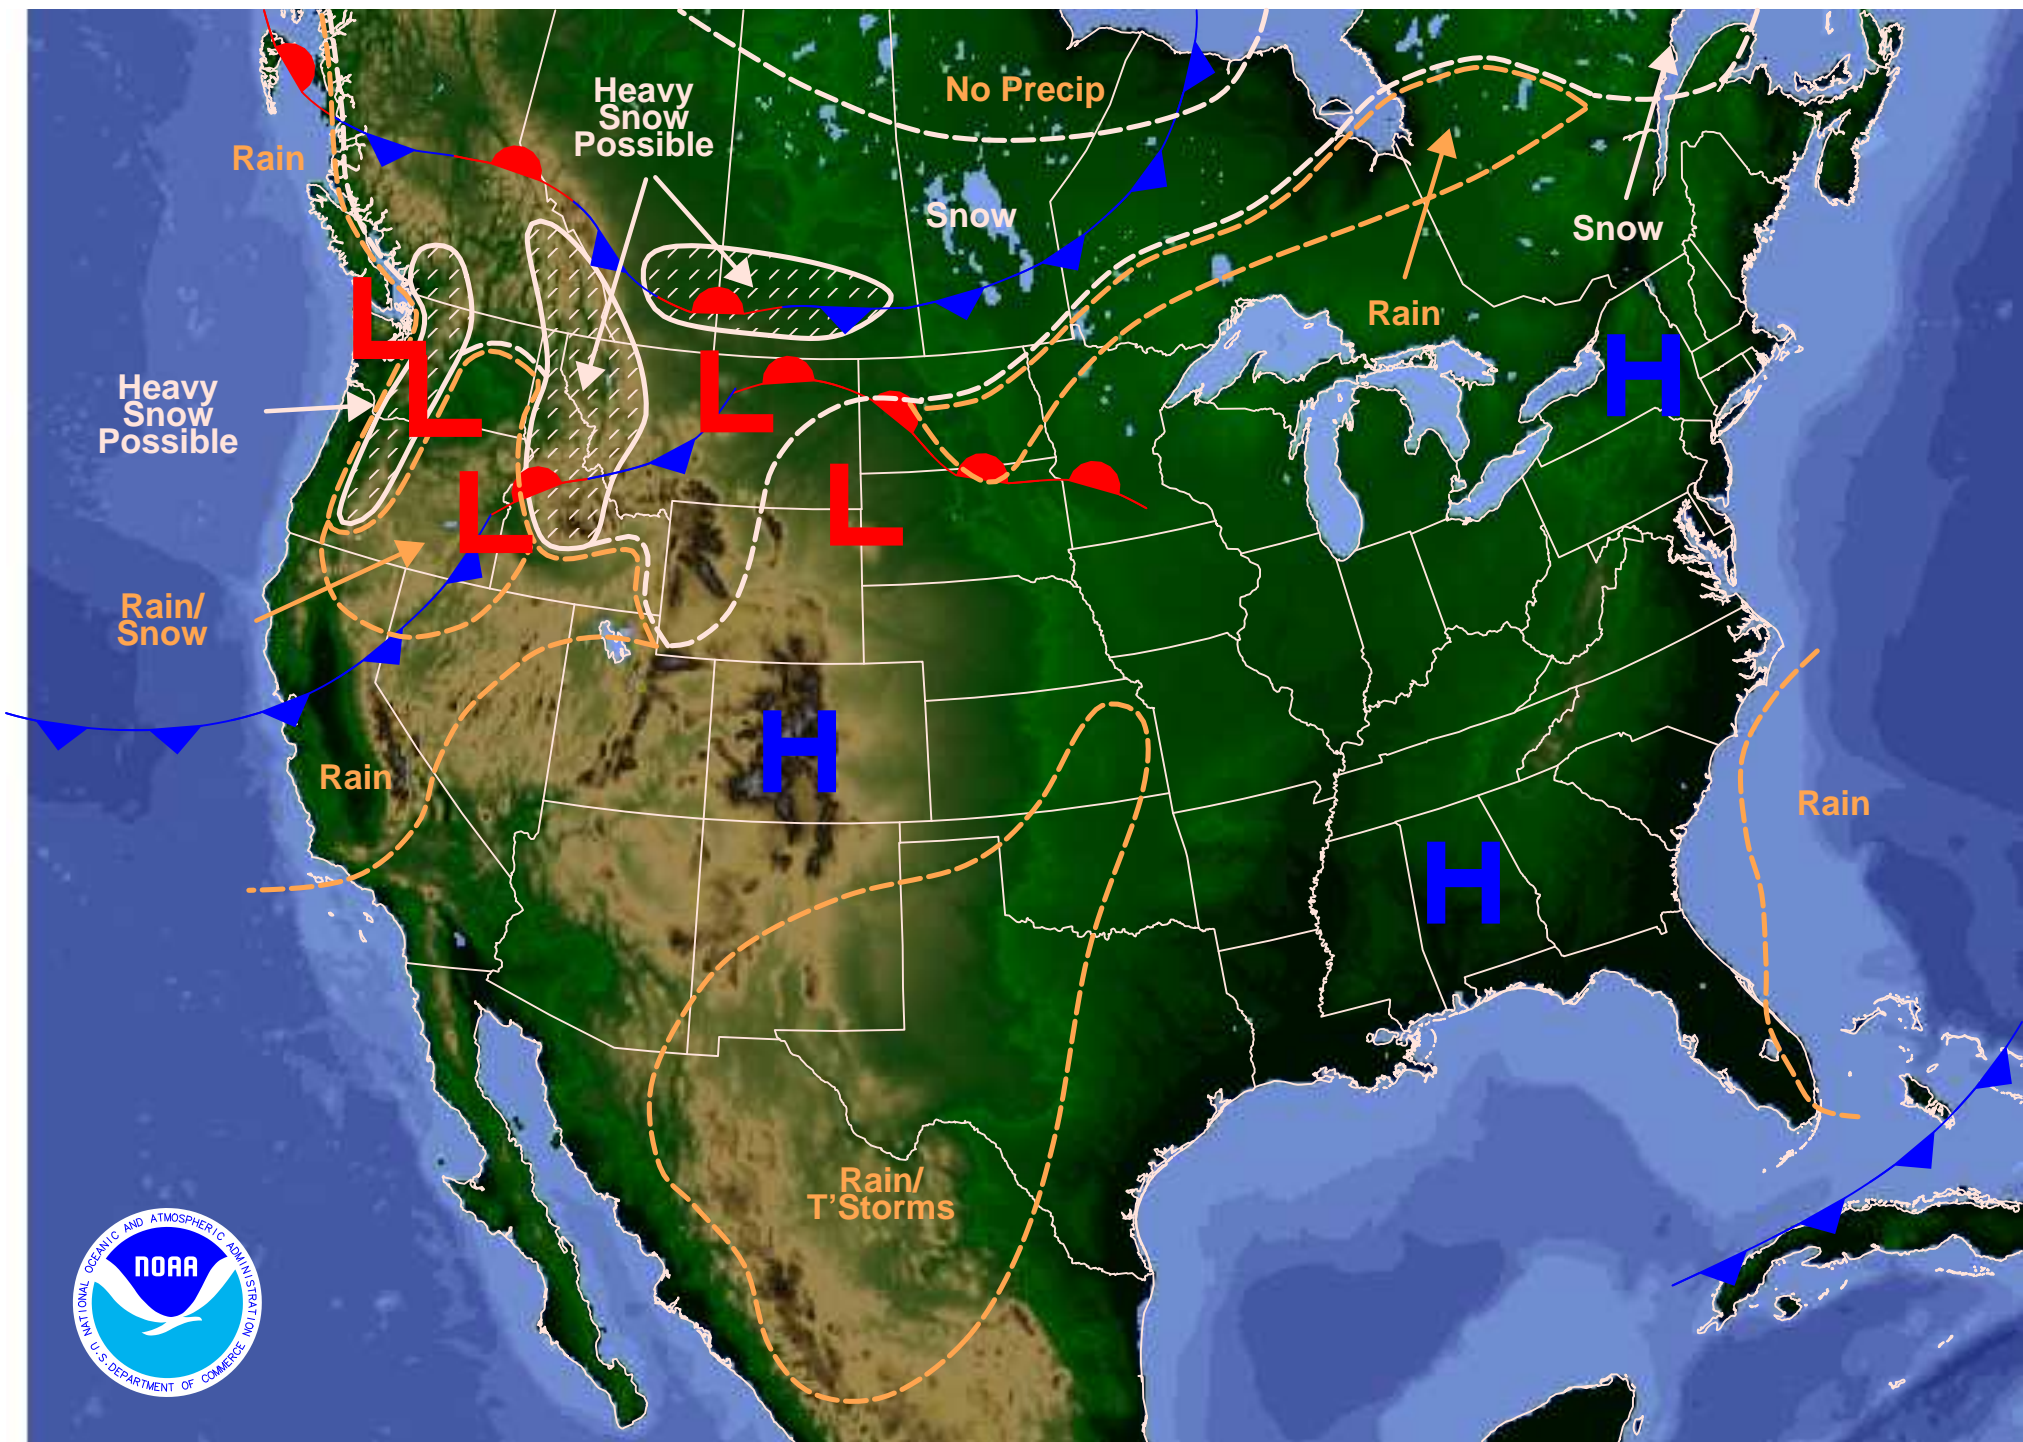 No Precip
Heavy
Snow
Possible
Rain
Snow
Snow
L
L
Rain
L
H
Heavy
Snow
Possible
L
L
Rain/
Snow
H
Rain
Rain
H
Rain/
T'Storms
NATIONAL OCEANIC AND ATMOSPHERIC ADMINISTRATION
NOAA
U.S. DEPARTMENT OF COMMERCE